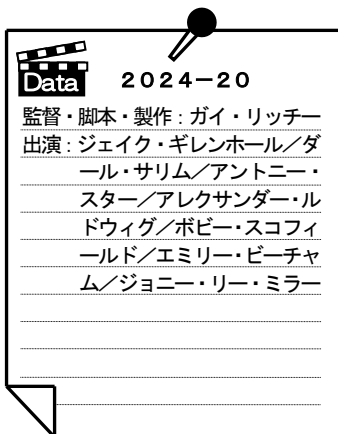 Data 2024-20
監督・脚本・製作：ガイ・リッチー
出演：ジェイク・ギレンホール／ダ
ール・サリム／アントニー・
スター／アレクサンダー・ル
ドウィグ／ボビー・スコフィ
ールド／エミリー・ビーチャ
ム／ジョニー・リー・ミラー